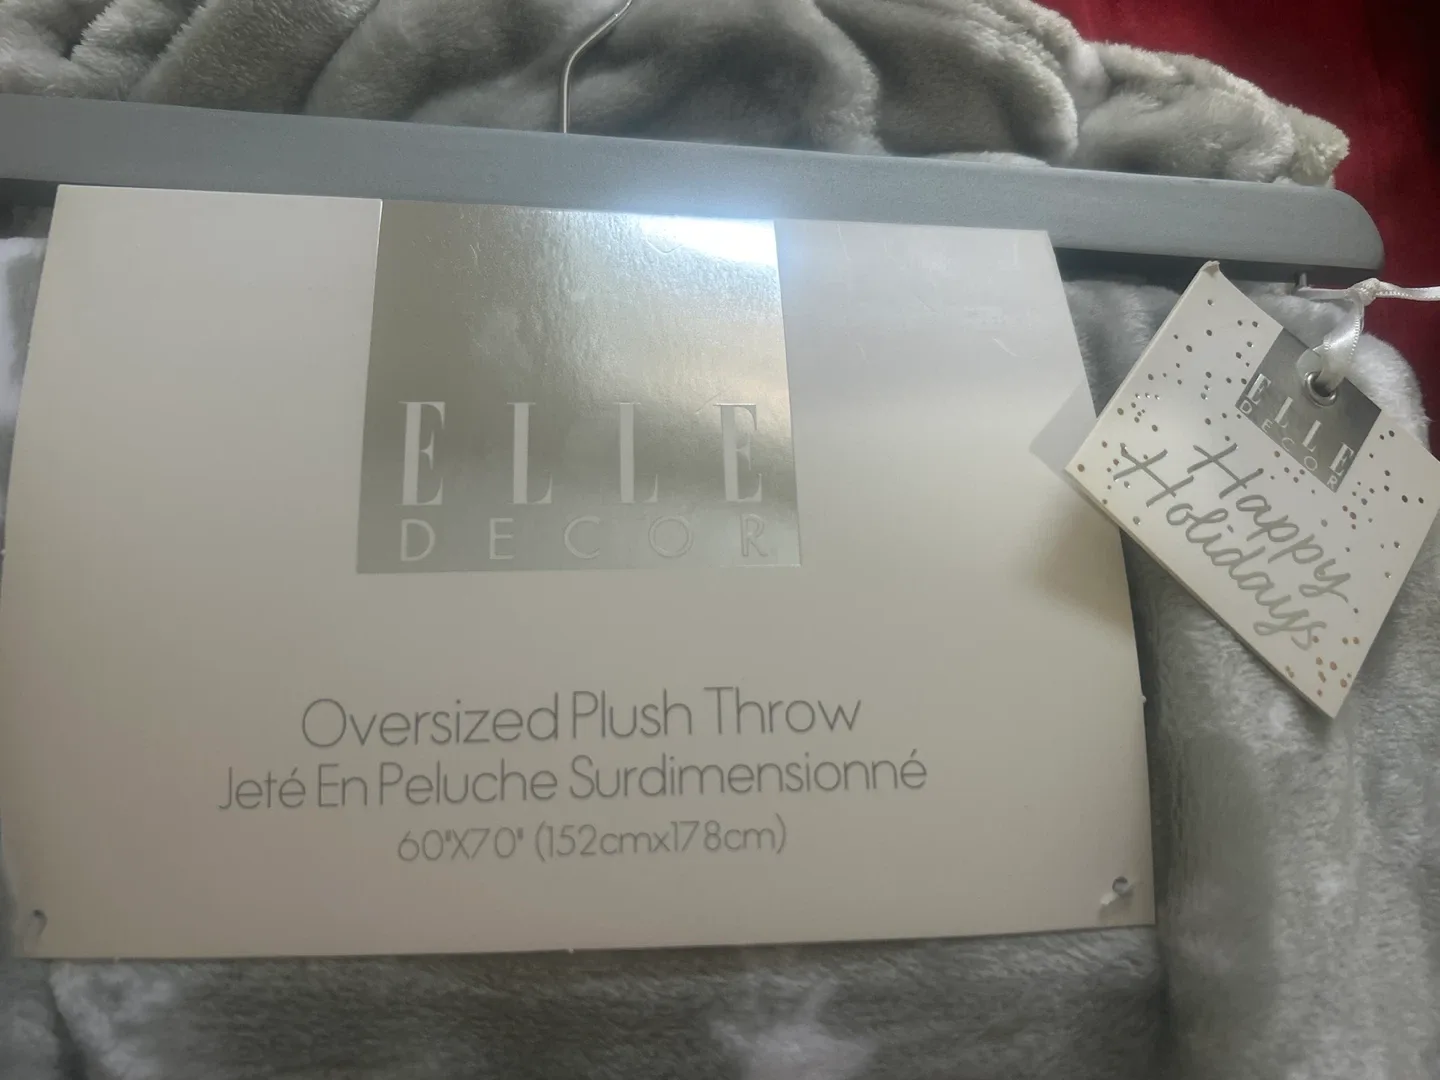 ELLE
DECOR
Oversized Plush Throw
Jeté En Peluche Surdimensionné
60"X70" (152cmx178cm)
ELLE
DECOR
Happy
Holidays